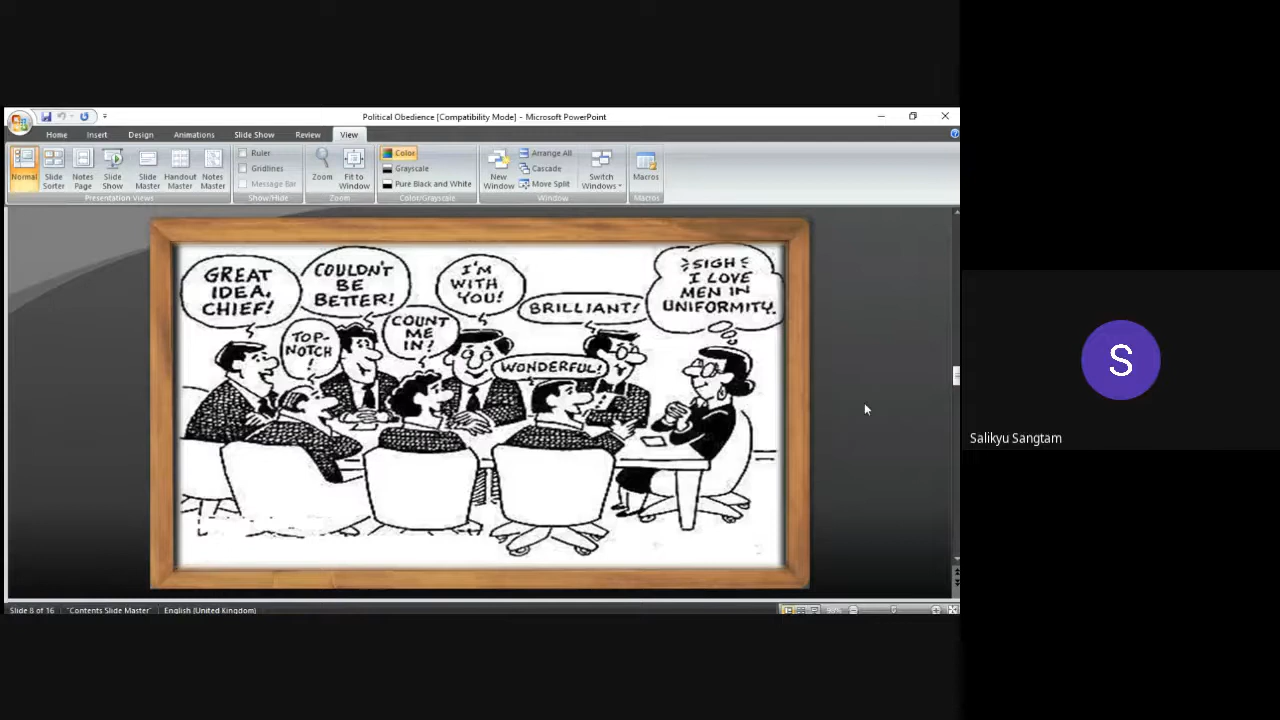 Political Obedience [Compatibility Mode] - Microsoft PowerPoint
Home Insert Design Animations Slide Show Review View
Normal
Slide Sorter
Notes Page
Slide Show
Slide Master
Handout Master
Notes Master
Presentation Views
Ruler
Gridlines
Message Bar
Show/Hide
Zoom
Fit to Window
Zoom
Color
Grayscale
Pure Black and White
Color/Grayscale
New Window
Arrange All
Cascade
Move Split
Switch Windows
Window
Macros
Macros
GREAT
IDEA,
CHIEF!
TOP-
NOTCH
!
COULDN'T
BE
BETTER!
COUNT
ME
IN!
I'M
WITH
YOU!
WONDERFUL!
BRILLIANT!
SIGH
I LOVE
MEN IN
UNIFORMITY.
S
Salikyu Sangtam
Slide 8 of 16 "Contents Slide Master" English (United Kingdom)